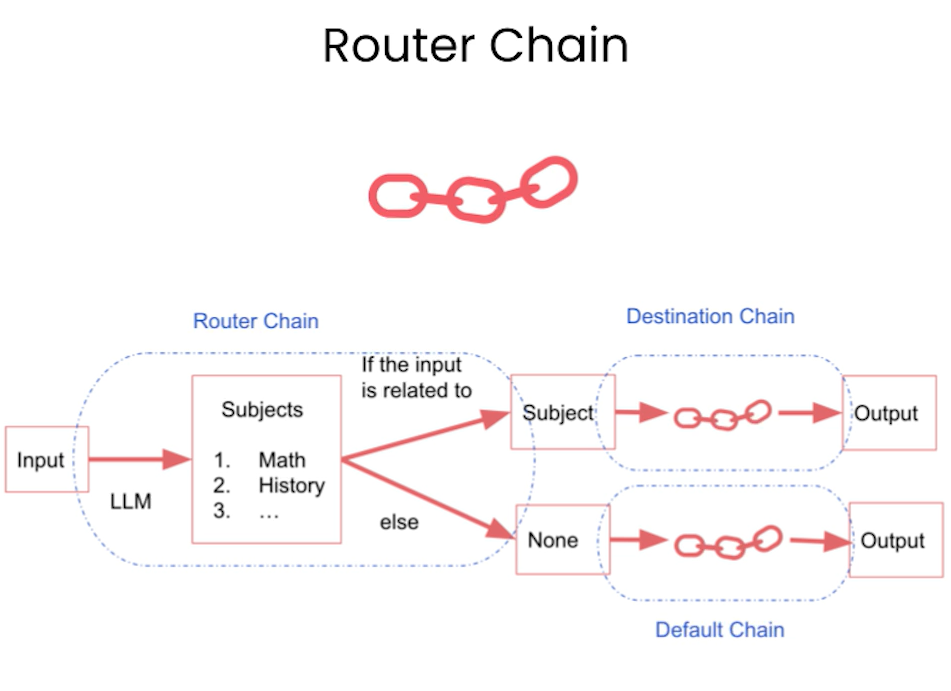 Router Chain
Router Chain
Destination Chain
If the input
is related to
Subjects
1. Math
2. History
3. ...
Input
LLM
else
Subject
Output
None
Output
Default Chain